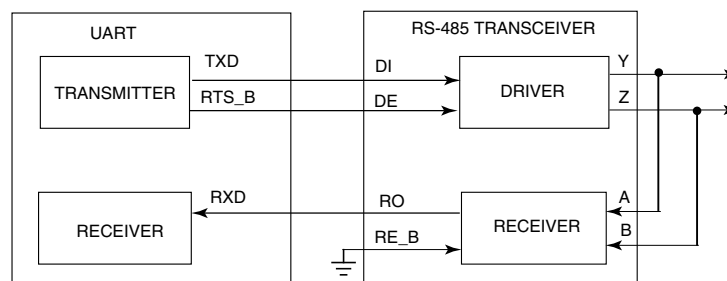 UART
RS-485 TRANSCEIVER
TRANSMITTER
TXD
RTS_B
DI
DE
DRIVER
Y
Z
RECEIVER
RXD
RO
RE_B
RECEIVER
A
B